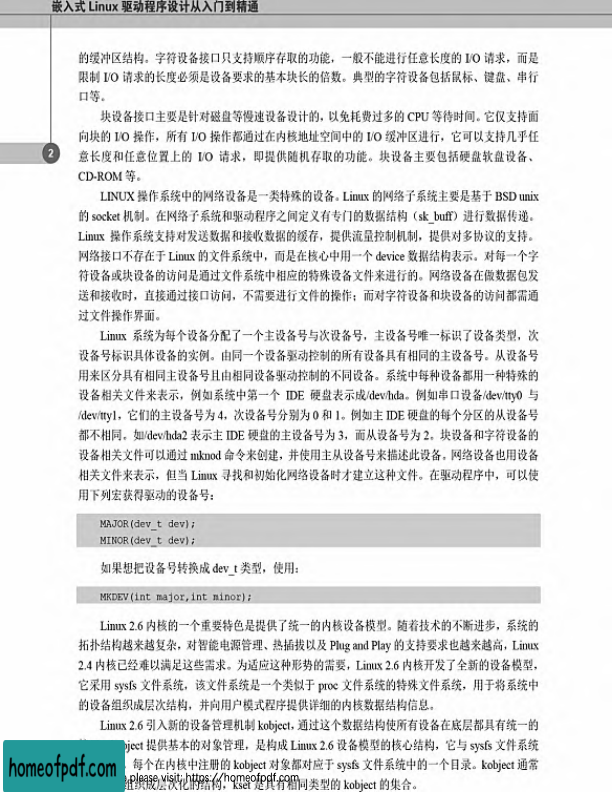 嵌入式 Linux 驱动程序设计从入门到精通
的缓冲区结构。字符设备接口只支持顺序存取的功能，一般不能进行任意长度的 I/O 请求，而是
限制 I/O 请求的长度必须是设备要求的基本块长的倍数。典型的字符设备包括鼠标、键盘、串行
口等。
块设备接口主要是针对磁盘等慢速设备设计的，以免耗费过多的 CPU 等待时间。它仅支持面
向块的 I/O 操作，所有 I/O 操作都通过在内核地址空间中的 I/O 缓冲区进行，它可以支持几乎任
2
意长度和任意位置上的 I/O 请求，即提供随机存取的功能。块设备主要包括硬盘软盘设备、
CD-ROM 等。
LINUX 操作系统中的网络设备是一类特殊的设备。Linux 的网络子系统主要是基于 BSD unix
的 socket 机制。在网络子系统和驱动程序之间定义有专门的数据结构（sk_buff）进行数据传递。
Linux 操作系统支持对发送数据和接收数据的缓存，提供流量控制机制，提供对多协议的支持。
网络接口不存在于 Linux 的文件系统中，而是在核心中用一个 device 数据结构表示。对每一个字
符设备或块设备的访问是通过文件系统中相应的特殊设备文件来进行的。网络设备在做数据包发
送和接收时，直接通过接口访问，不需要进行文件的操作；而对字符设备和块设备的访问都需通
过文件操作界面。
Linux 系统为每个设备分配了一个主设备号与次设备号，主设备号唯一标识了设备类型，次
设备号标识具体设备的实例。由同一个设备驱动控制的所有设备具有相同的主设备号。从设备号
用来区分具有相同主设备号且由相同设备驱动控制的不同设备。系统中每种设备都用一种特殊的
设备相关文件来表示，例如系统中第一个 IDE 硬盘表示成/dev/hda。例如串口设备/dev/tty0 与
/dev/tty1，它们的主设备号为 4，次设备号分别为 0 和 1。例如主 IDE 硬盘的每个分区的从设备号
都不相同。如/dev/hda2 表示主 IDE 硬盘的主设备号为 3，而从设备号为 2。块设备和字符设备的
设备相关文件可以通过 mknod 命令来创建，并使用主从设备号来描述此设备。网络设备也用设备
相关文件来表示，但当 Linux 寻找和初始化网络设备时才建立这种文件。在驱动程序中，可以使
用下列宏获得驱动的设备号：
MAJOR(dev_t dev);
MINOR(dev_t dev);
如果想把设备号转换成 dev_t 类型，使用：
MKDEV(int major,int minor);
Linux 2.6 内核的一个重要特色是提供了统一的内核设备模型。随着技术的不断进步，系统的
拓扑结构越来越复杂，对智能电源管理、热插拔以及 Plug and Play 的支持要求也越来越高，Linux
2.4 内核已经难以满足这些需求。为适应这种形势的需要，Linux 2.6 内核开发了全新的设备模型，
它采用 sysfs 文件系统，该文件系统是一个类似于 proc 文件系统的特殊文件系统，用于将系统中
的设备组织成层次结构，并向用户模式程序提供详细的内核数据结构信息。
Linux 2.6 引入新的设备管理机制 kobject，通过这个数据结构使所有设备在底层都具有统一的
ject 提供基本的对象管理，是构成 Linux 2.6 设备模型的核心结构，它与 sysfs 文件系统
每个在内核中注册的 kobject 对象都对应于 sysfs 文件系统中的一个目录。kobject 通常
组织成层次化的结构，kset 是具有相同类型的 kobject 的集合。
homeofpdf.com
please visit: https://homeofpdf.com